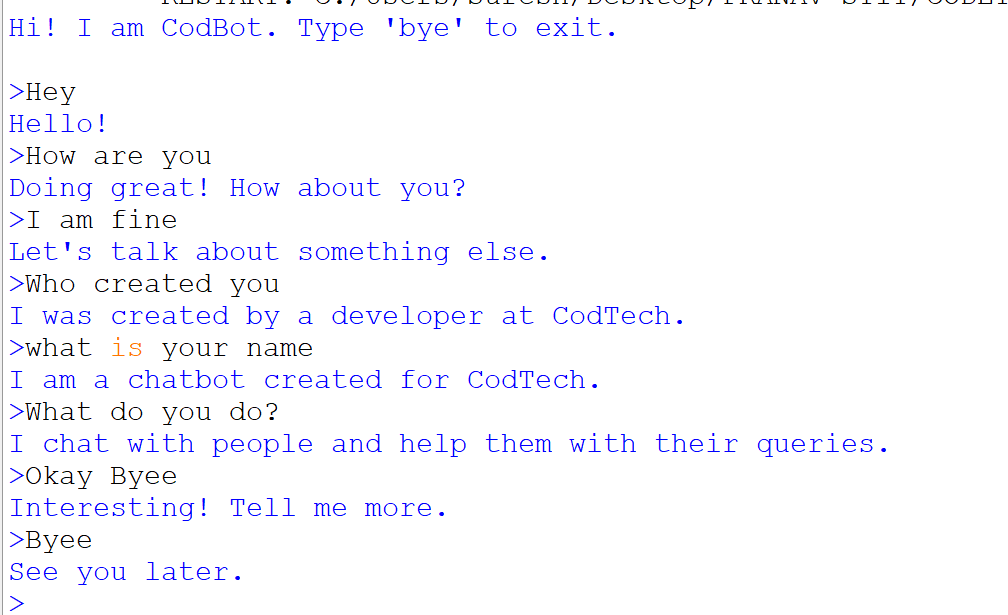 Hi! I am CodBot. Type 'bye' to exit.
>Hey
Hello!
>How are you
Doing great! How about you?
>I am fine
Let's talk about something else.
>Who created you
I was created by a developer at CodTech.
>what is your name
I am a chatbot created for CodTech.
>What do you do?
I chat with people and help them with their queries.
>Okay Byee
Interesting! Tell me more.
>Byee
See you later.
>